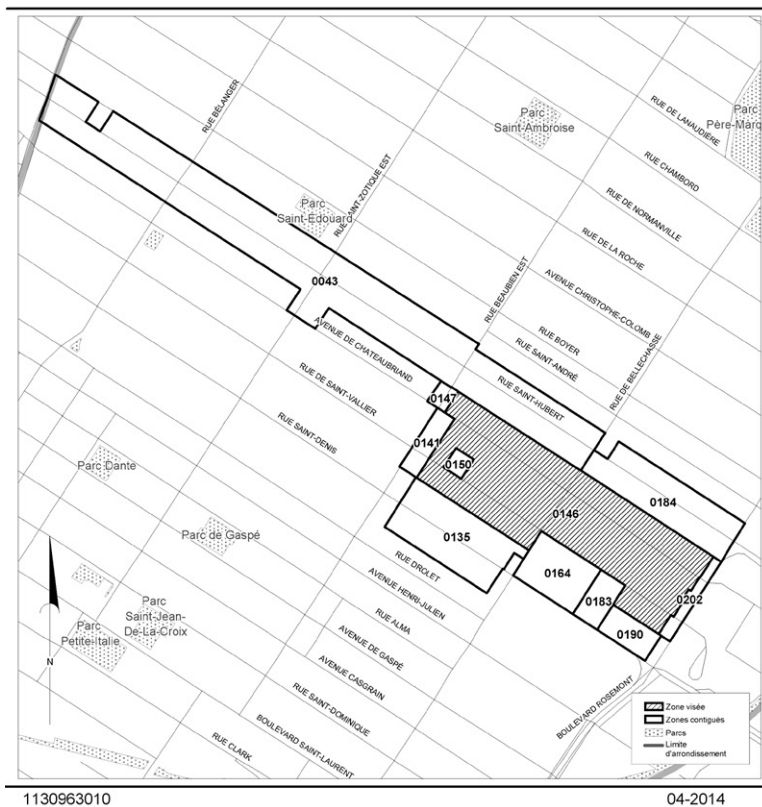 RUE BÉLANGER
RUE DE LANAUDIÈRE
Parc
Père-Marq
Parc
Saint-Ambroise
RUE CHAMBORD
RUE SAINT-ZOTIQUE EST
Parc
Saint-Edouard
RUE DE NORMANVILLE
RUE DE LA ROCHE
0043
RUE BEAUBIEN EST
AVENUE CHRISTOPHE-COLOMB
AVENUE DE CHATEAUBRIAND
RUE BOYER
RUE SAINT-ANDRÉ
RUE DE BELLECHASSE
RUE DE SAINT-VALLIER
RUE SAINT-HUBERT
0147
RUE SAINT-DENIS
0141
0150
Parc Dante
0184
0146
Parc de Gaspé
0135
RUE DROLET
0164
AVENUE HENRI-JULIEN
0183
0202
Parc
Saint-Jean-
De-La-Croix
RUE ALMA
Parc
Petite-Italie
0190
AVENUE DE GASPÉ
N
AVENUE CASGRAIN
RUE SAINT-DOMINIQUE
BOULEVARD ROSEMONT
BOULEVARD SAINT-LAURENT
RUE CLARK
Zone visée
Zones contiguës
Parcs
Limite
d'arrondissement
1130963010
04-2014